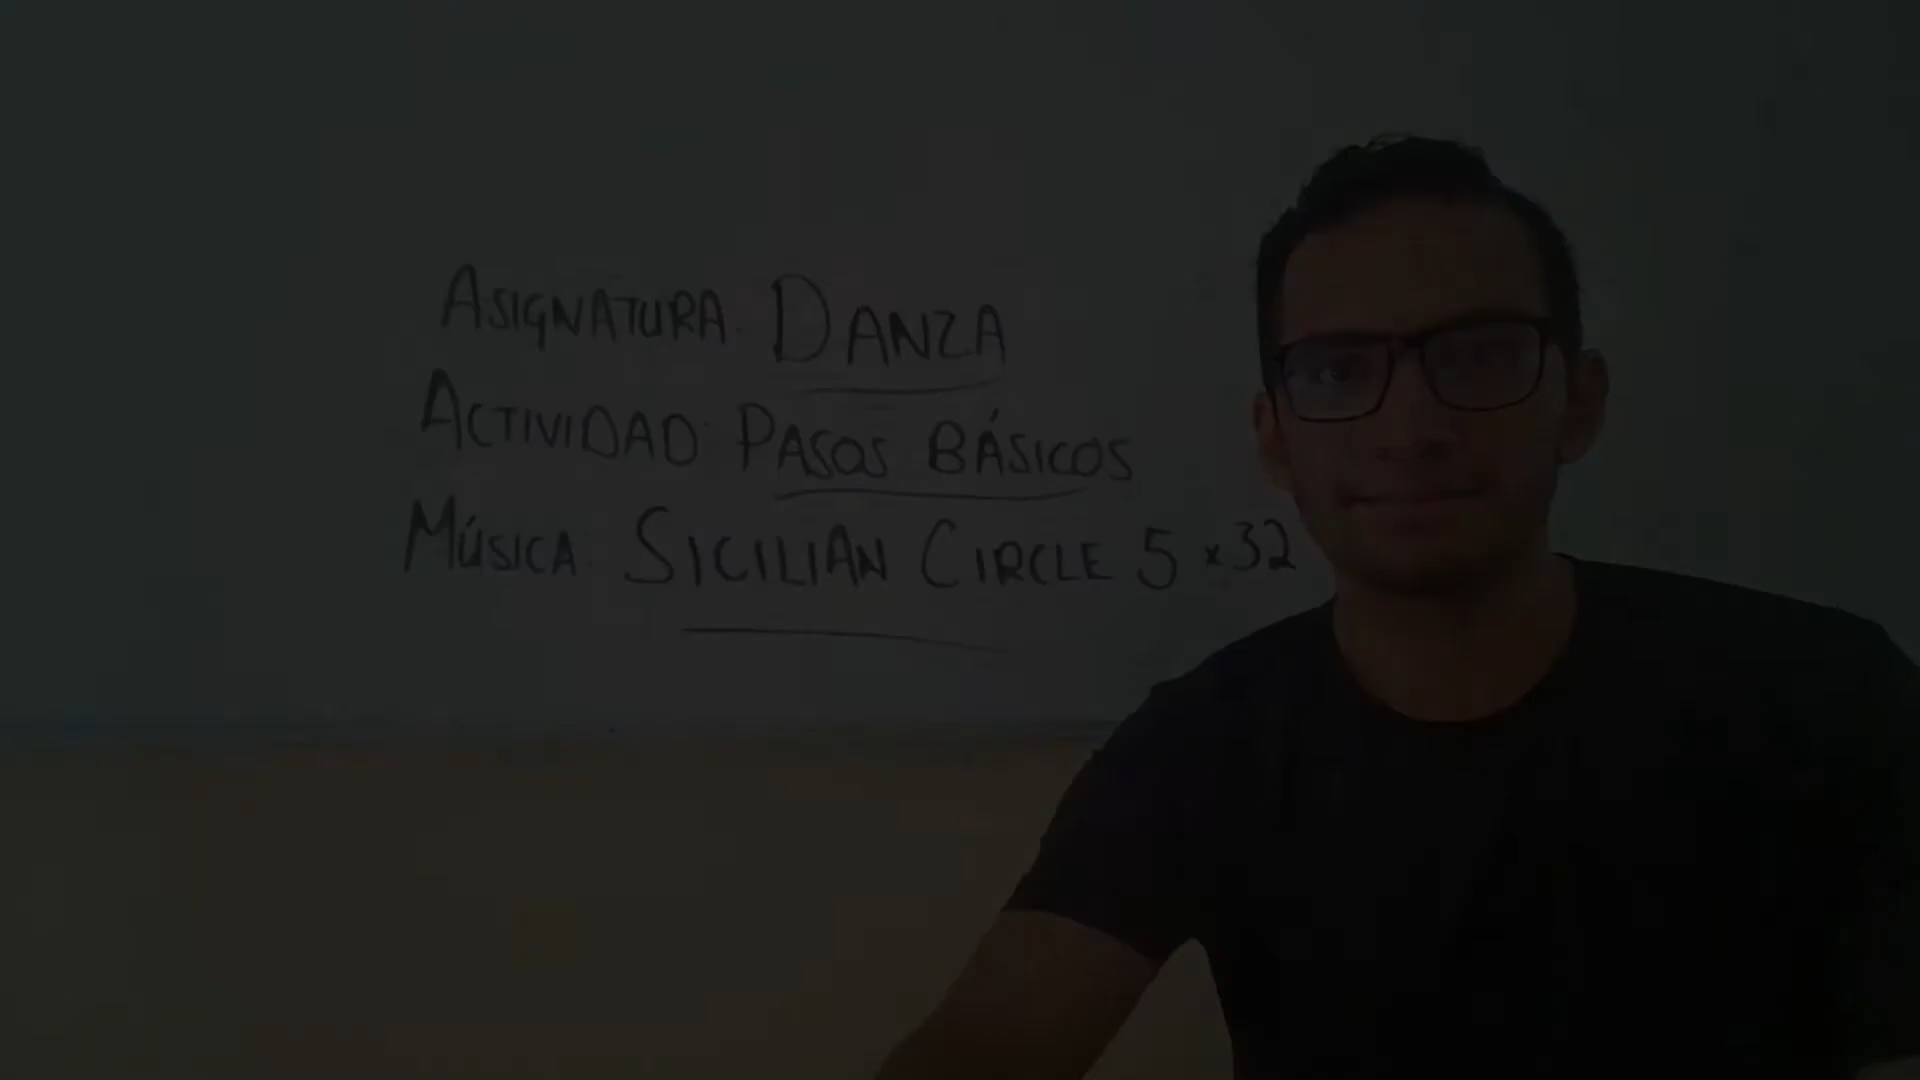 ASIGNATURA: DANZA
ACTIVIDAD: PASOS BÁSICOS
MÚSICA: SICILIAN CIRCLE 5 x 32